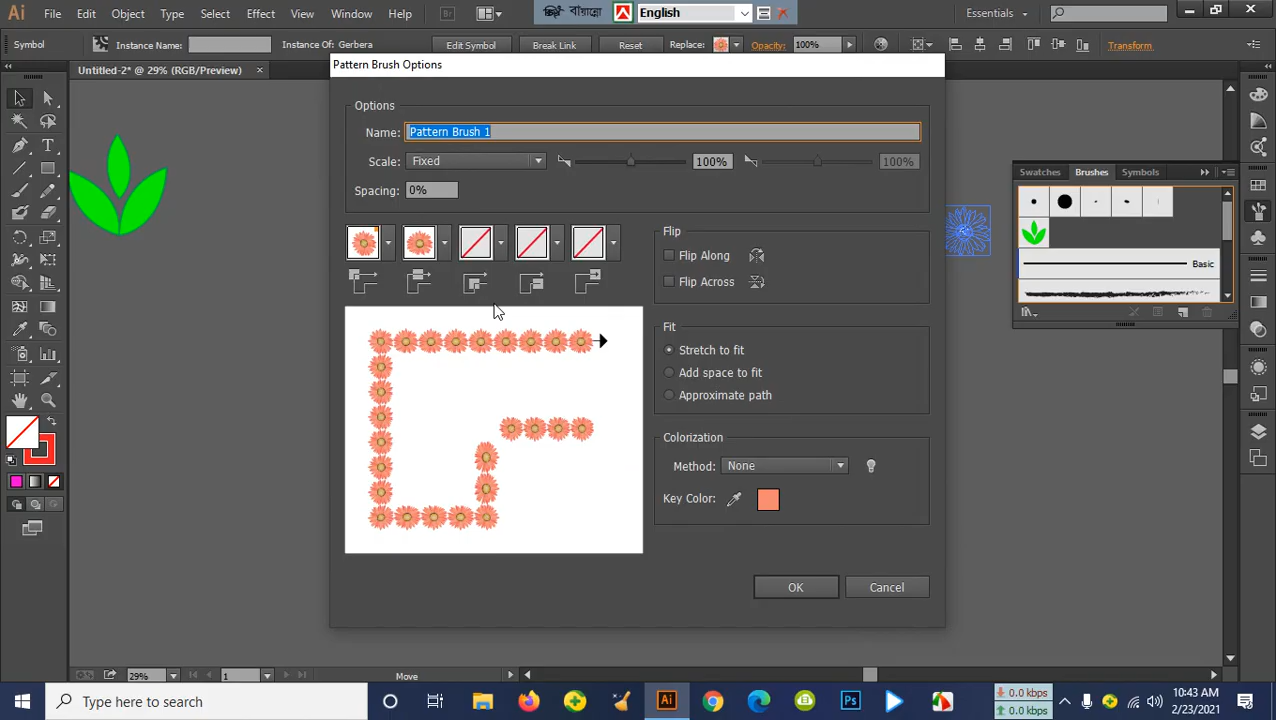 Ai File Edit Object Type Select Effect View Window Help Br English Essentials
Symbol Instance Name: Instance Of: Gerbera Edit Symbol Break Link Reset Replace: Opacity: 100% Transform
Untitled-2* @ 29% (RGB/Preview) ×
Pattern Brush Options
Options
Name: Pattern Brush 1
Scale: Fixed 100% 100%
Spacing: 0%
Swatches Brushes Symbols
Basic
Flip
Flip Along
Flip Across
Fit
Stretch to fit
Add space to fit
Approximate path
Colorization
Method: None
Key Color:
OK Cancel
29% 1 Move
Type here to search
Ai
Ps
0.0 kbps
0.0 kbps
10:43 AM
2/23/2021